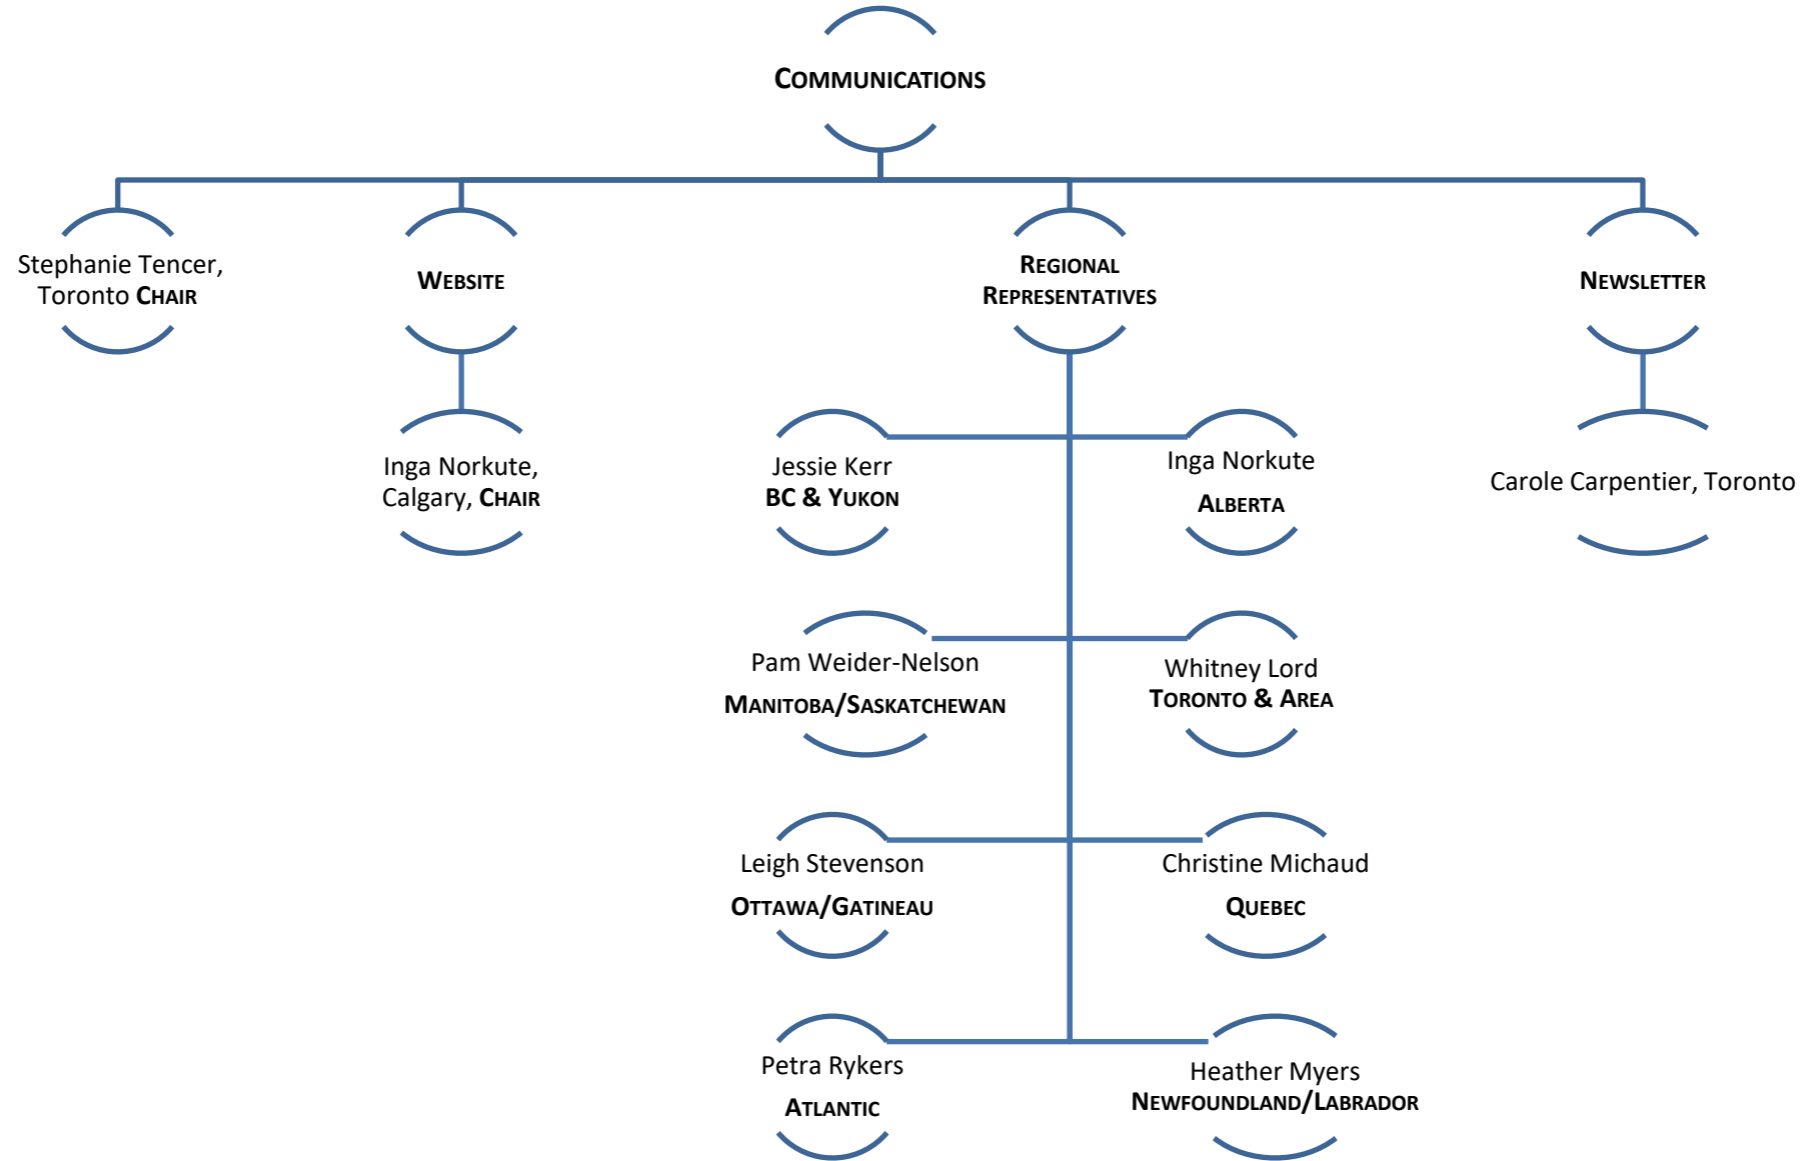 COMMUNICATIONS
Stephanie Tencer,
Toronto CHAIR
WEBSITE
REGIONAL
REPRESENTATIVES
NEWSLETTER
Inga Norkute,
Calgary, CHAIR
Jessie Kerr
BC & YUKON
Inga Norkute
ALBERTA
Carole Carpentier, Toronto
Pam Weider-Nelson
MANITOBA/SASKATCHEWAN
Whitney Lord
TORONTO & AREA
Leigh Stevenson
OTTAWA/GATINEAU
Christine Michaud
QUEBEC
Petra Rykers
ATLANTIC
Heather Myers
NEWFOUNDLAND/LABRADOR